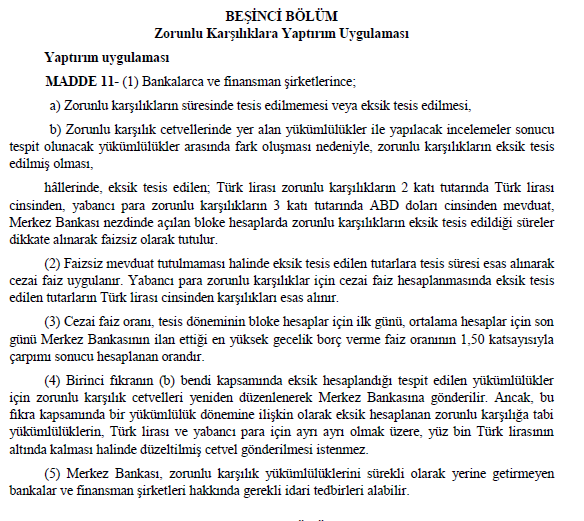 BEŞİNCİ BÖLÜM
Zorunlu Karşılıklara Yaptırım Uygulaması
Yaptırım uygulaması
MADDE 11- (1) Bankalarca ve finansman şirketlerince;
a) Zorunlu karşılıkların süresinde tesis edilmemesi veya eksik tesis edilmesi,
b) Zorunlu karşılık cetvellerinde yer alan yükümlülükler ile yapılacak incelemeler sonucu
tespit olunacak yükümlülükler arasında fark oluşması nedeniyle, zorunlu karşılıkların eksik tesis
edilmiş olması,
hâllerinde, eksik tesis edilen; Türk lirası zorunlu karşılıkların 2 katı tutarında Türk lirası
cinsinden, yabancı para zorunlu karşılıkların 3 katı tutarında ABD doları cinsinden mevduat,
Merkez Bankası nezdinde açılan bloke hesaplarda zorunlu karşılıkların eksik tesis edildiği süreler
dikkate alınarak faizsiz olarak tutulur.
(2) Faizsiz mevduat tutulmaması halinde eksik tesis edilen tutarlara tesis süresi esas alınarak
cezai faiz uygulanır. Yabancı para zorunlu karşılıklar için cezai faiz hesaplanmasında eksik tesis
edilen tutarların Türk lirası cinsinden karşılıkları esas alınır.
(3) Cezai faiz oranı, tesis döneminin bloke hesaplar için ilk günü, ortalama hesaplar için son
günü Merkez Bankasının ilan ettiği en yüksek gecelik borç verme faiz oranının 1,50 katsayısıyla
çarpımı sonucu hesaplanan orandır.
(4) Birinci fıkranın (b) bendi kapsamında eksik hesaplandığı tespit edilen yükümlülükler
için zorunlu karşılık cetvelleri yeniden düzenlenerek Merkez Bankasına gönderilir. Ancak, bu
fıkra kapsamında bir yükümlülük dönemine ilişkin olarak eksik hesaplanan zorunlu karşılığa tabi
yükümlülüklerin, Türk lirası ve yabancı para için ayrı ayrı olmak üzere, yüz bin Türk lirasının
altında kalması halinde düzeltilmiş cetvel gönderilmesi istenmez.
(5) Merkez Bankası, zorunlu karşılık yükümlülüklerini sürekli olarak yerine getirmeyen
bankalar ve finansman şirketleri hakkında gerekli idari tedbirleri alabilir.